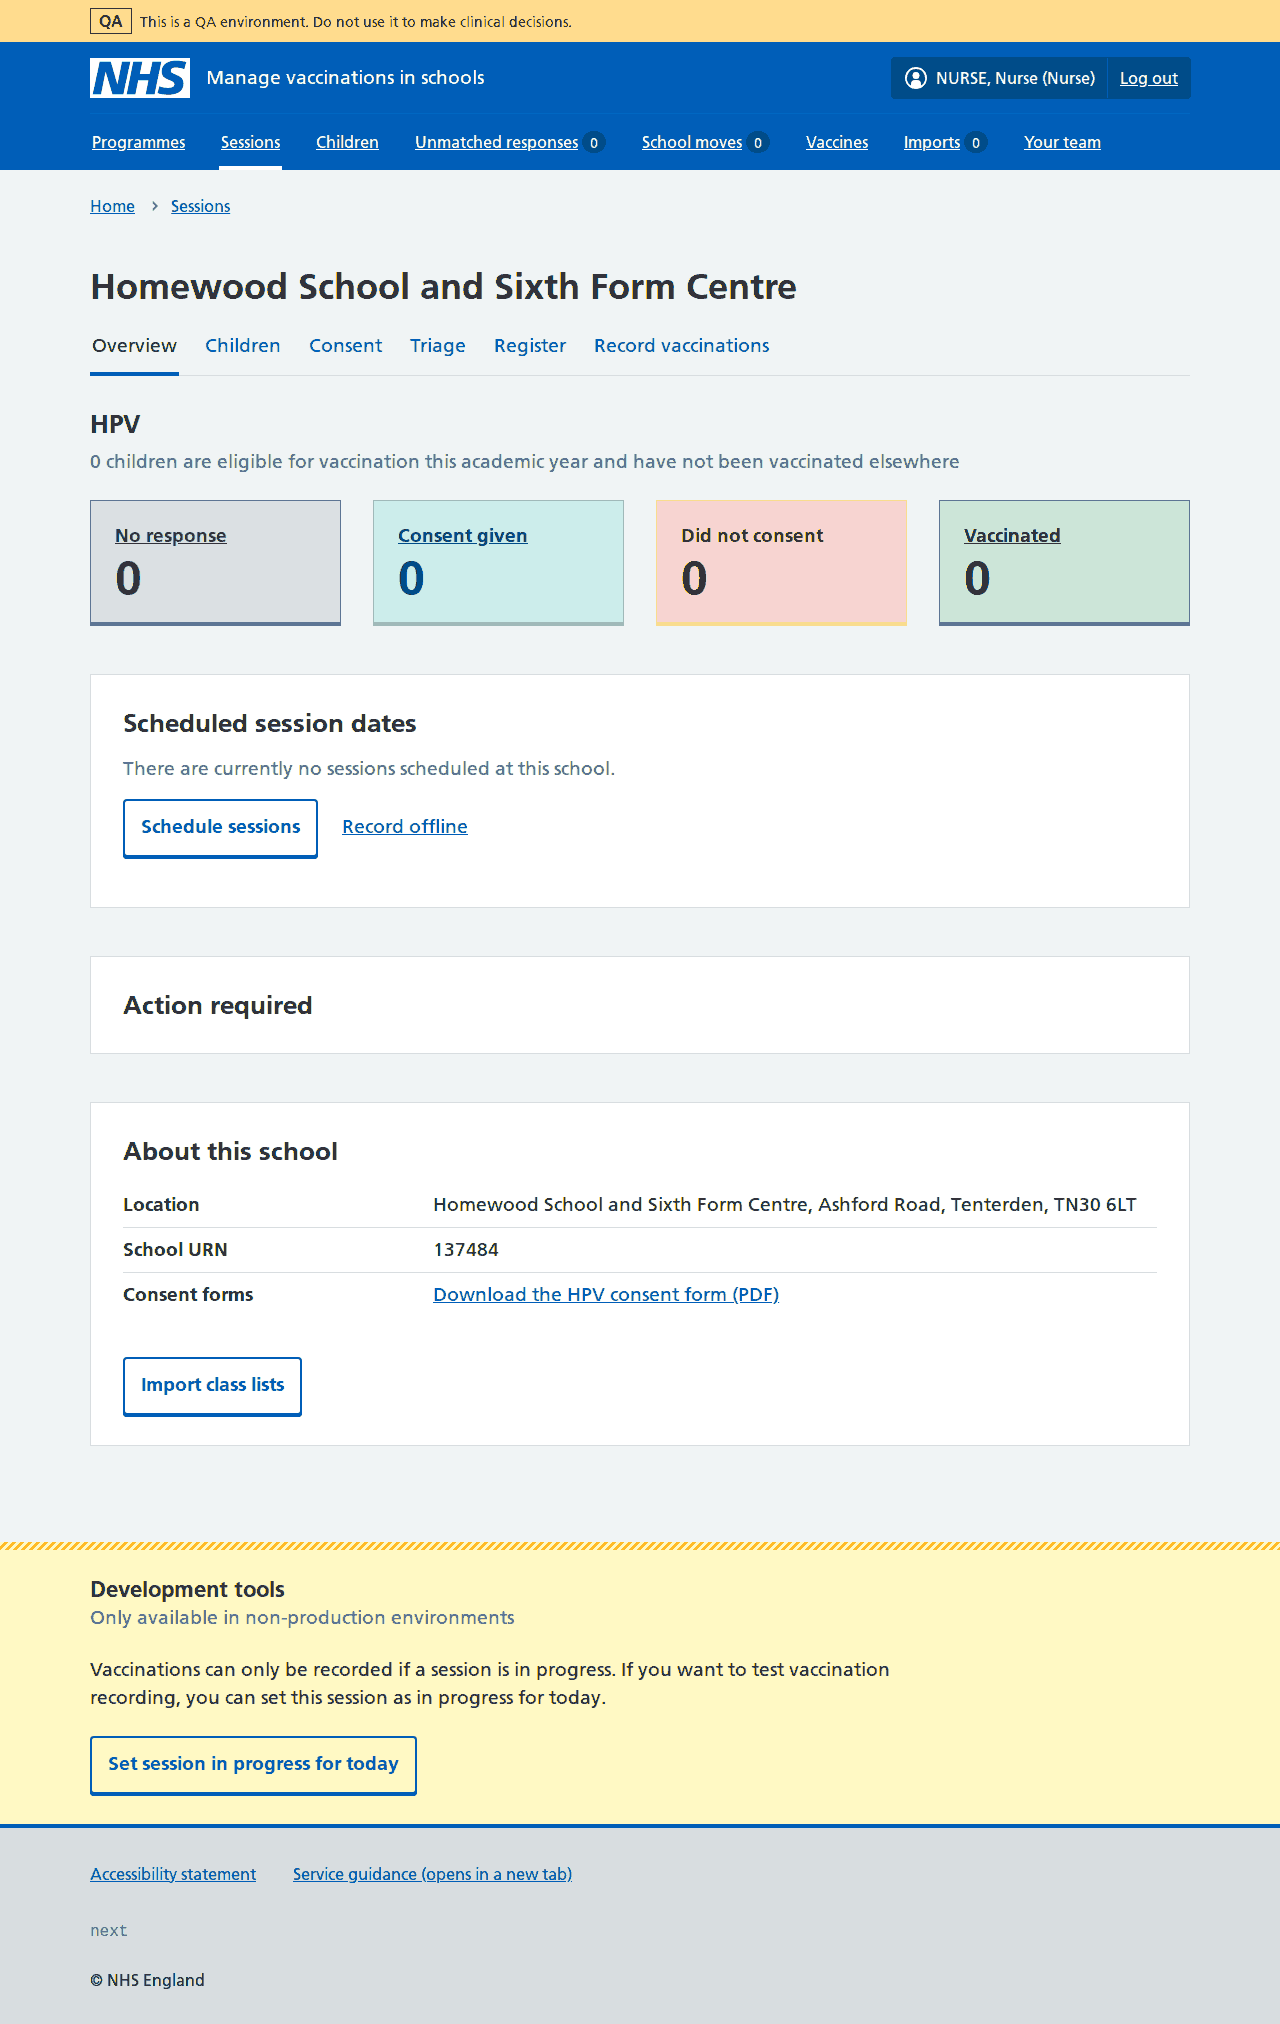 QA This is a QA environment. Do not use it to make clinical decisions.
NHS Manage vaccinations in schools NURSE, Nurse (Nurse) Log out
Programmes Sessions Children Unmatched responses 0 School moves 0 Vaccines Imports 0 Your team
Home > Sessions
Homewood School and Sixth Form Centre
Overview Children Consent Triage Register Record vaccinations
HPV
0 children are eligible for vaccination this academic year and have not been vaccinated elsewhere
No response Consent given Did not consent Vaccinated
0 0 0 0
Scheduled session dates
There are currently no sessions scheduled at this school.
Schedule sessions Record offline
Action required
About this school
Location Homewood School and Sixth Form Centre, Ashford Road, Tenterden, TN30 6LT
School URN 137484
Consent forms Download the HPV consent form (PDF)
Import class lists
Development tools
Only available in non-production environments
Vaccinations can only be recorded if a session is in progress. If you want to test vaccination
recording, you can set this session as in progress for today.
Set session in progress for today
Accessibility statement Service guidance (opens in a new tab)
next
© NHS England